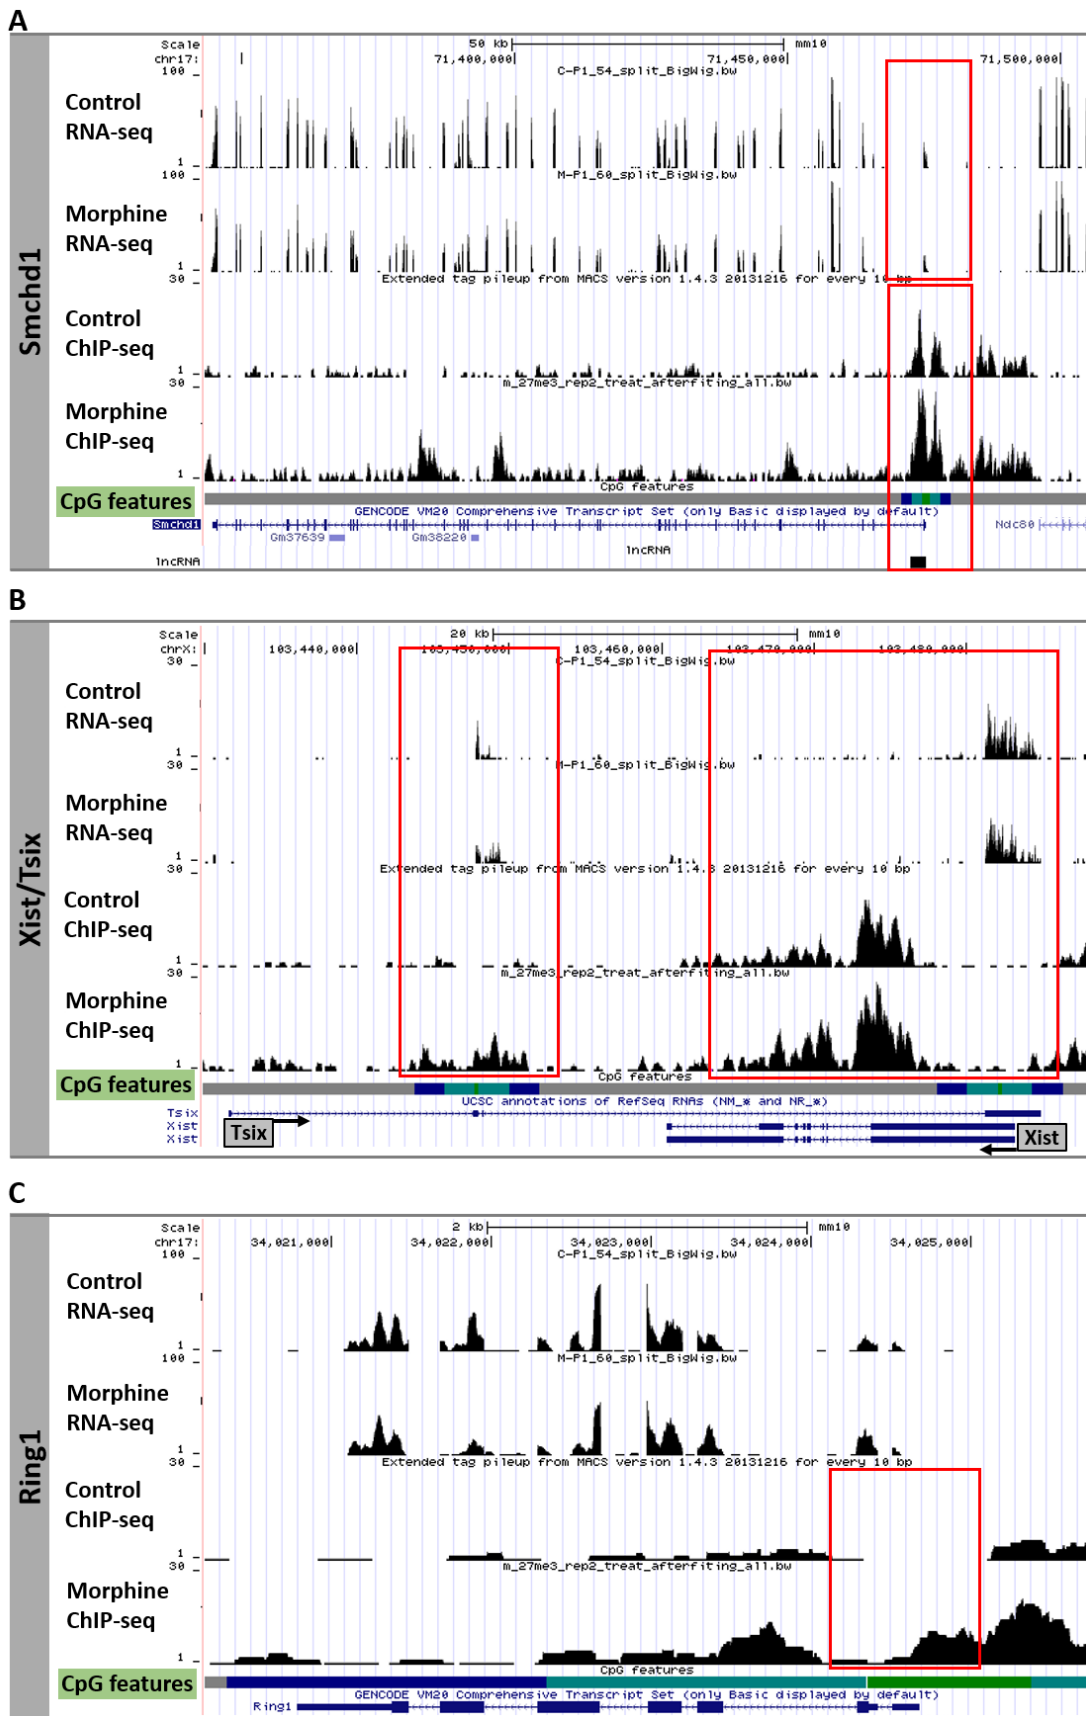 A
Smchd1
Scale
50 kb
mm10
chr17:
71,400,000
71,450,000
71,500,000
C-P1_54_split_BigWig.bw
100
Control
RNA-seq
1
M-P1_60_split_BigWig.bw
100
Morphine
RNA-seq
1
Extended tag pileup from MACS version 1.4.3 20131216 for every 10 bp
30
Control
ChIP-seq
1
m_27me3_rep2_treat_afterfiting_all.bw
30
Morphine
ChIP-seq
1
CpG features
CpG features
GENCODE VM20 Comprehensive Transcript Set (only Basic displayed by default)
Smchd1
Ndc80
Gm37639
Gm38220
lncRNA
lncRNA
B
Xist/Tsix
Scale
20 kb
mm10
chrX:
103,440,000
103,450,000
103,460,000
103,470,000
103,480,000
C-P1_54_split_BigWig.bw
30
Control
RNA-seq
1
M-P1_60_split_BigWig.bw
30
Morphine
RNA-seq
1
Extended tag pileup from MACS version 1.4.3 20131216 for every 10 bp
30
Control
ChIP-seq
1
m_27me3_rep2_treat_afterfiting_all.bw
30
Morphine
ChIP-seq
1
CpG features
CpG features
UCSC annotations of RefSeq RNAs (NM_* and NR_*)
Tsix
Xist
Xist
Tsix
Xist
C
Ring1
Scale
2 kb
mm10
chr17:
34,021,000
34,022,000
34,023,000
34,024,000
34,025,000
C-P1_54_split_BigWig.bw
100
Control
RNA-seq
1
M-P1_60_split_BigWig.bw
100
Morphine
RNA-seq
1
Extended tag pileup from MACS version 1.4.3 20131216 for every 10 bp
30
Control
ChIP-seq
1
m_27me3_rep2_treat_afterfiting_all.bw
30
Morphine
ChIP-seq
1
CpG features
CpG features
GENCODE VM20 Comprehensive Transcript Set (only Basic displayed by default)
Ring1